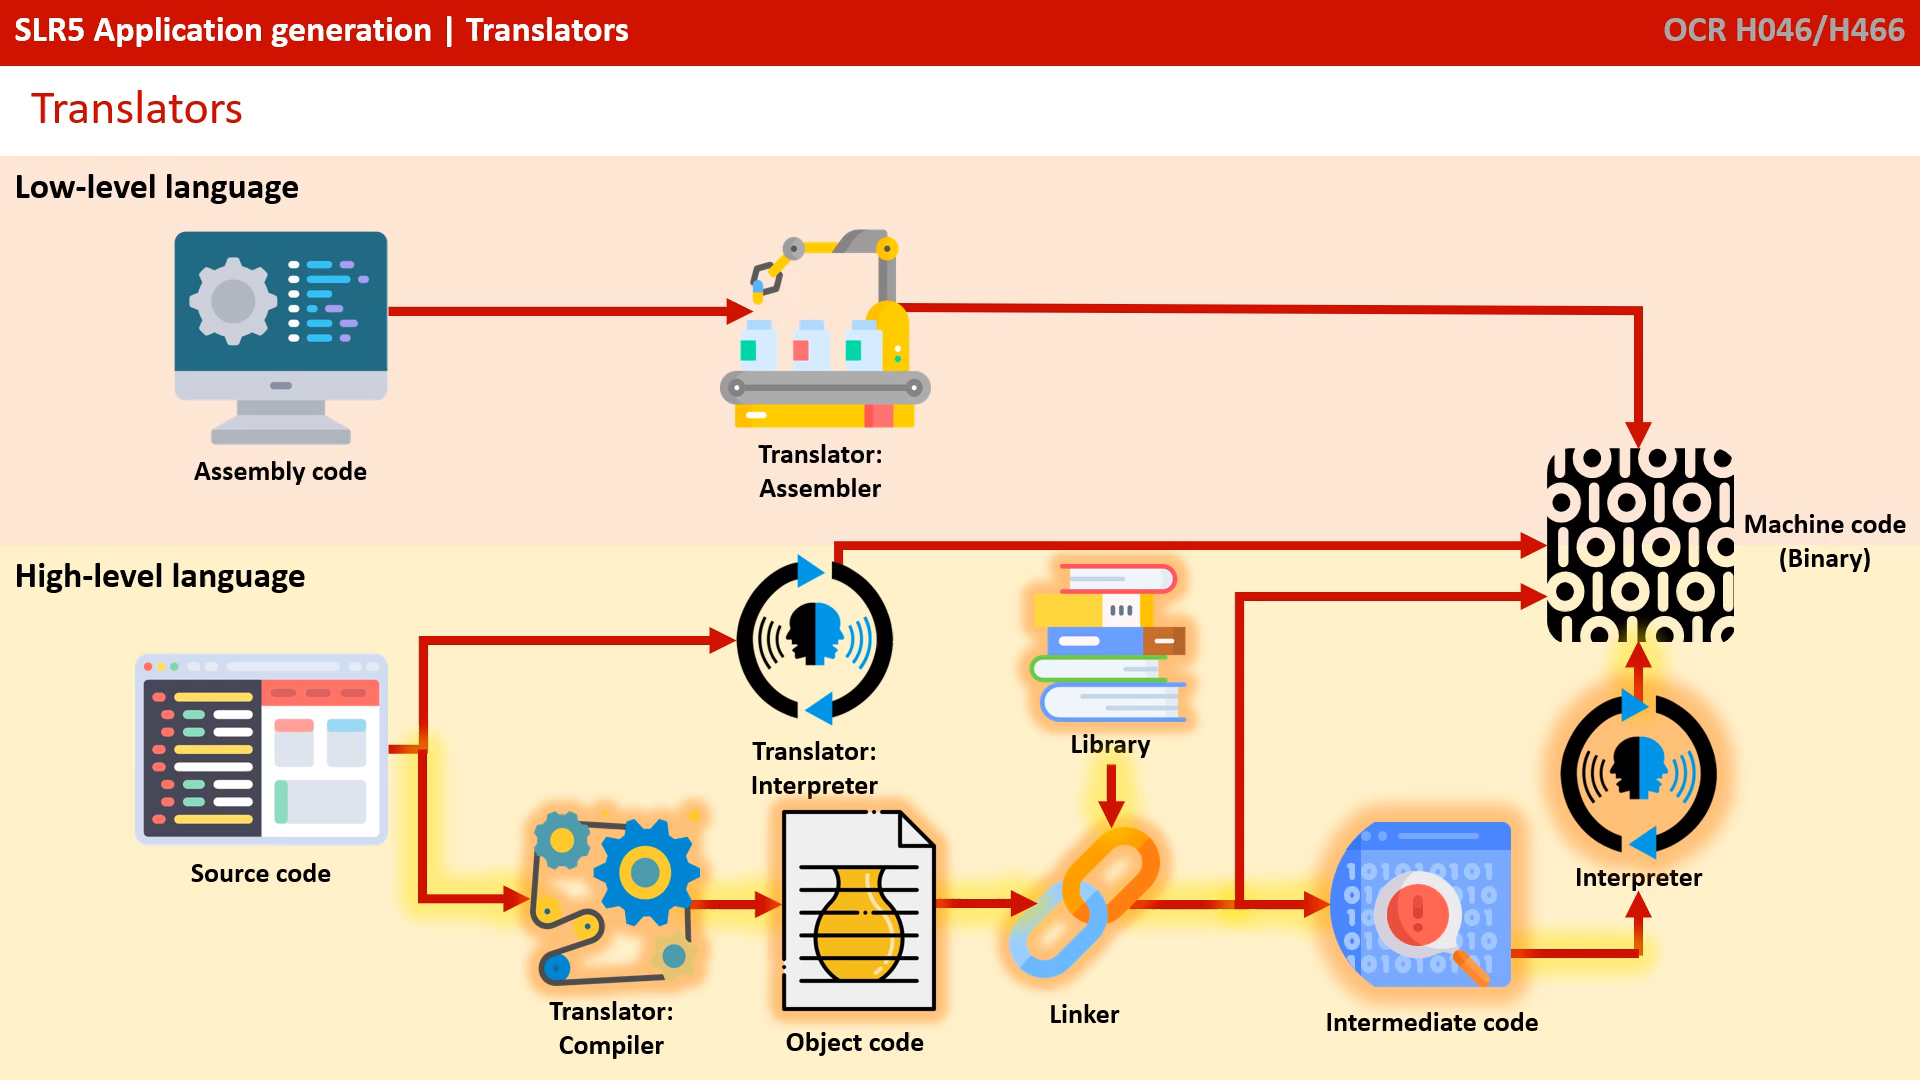 SLR5 Application generation | Translators
OCR H046/H466
Translators
Low-level language
Assembly code
Translator:
Assembler
Machine code
(Binary)
High-level language
Source code
Translator:
Interpreter
Library
Translator:
Compiler
Object code
Linker
Intermediate code
Interpreter